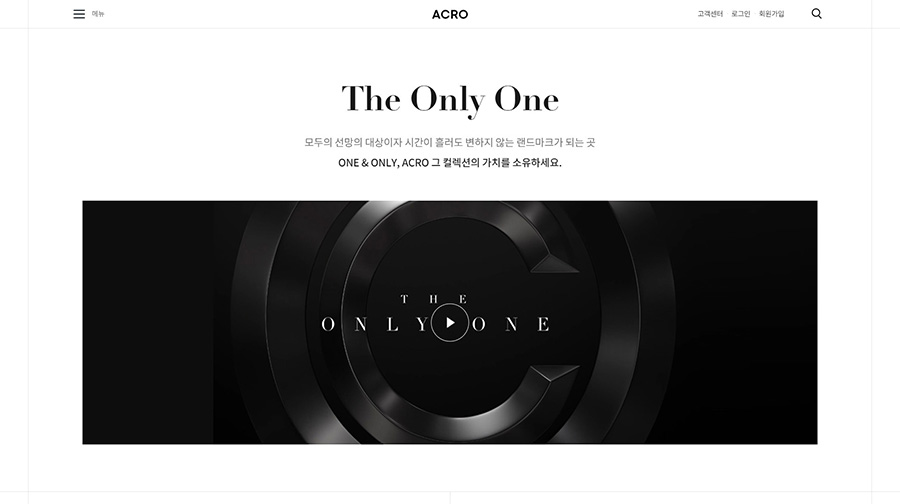 메뉴
ACRO
고객센터 로그인 회원가입
The Only One
모두의 선망의 대상이자 시간이 흘러도 변하지 않는 랜드마크가 되는 곳
ONE & ONLY, ACRO 그 컬렉션의 가치를 소유하세요.
THE
ONLY ONE